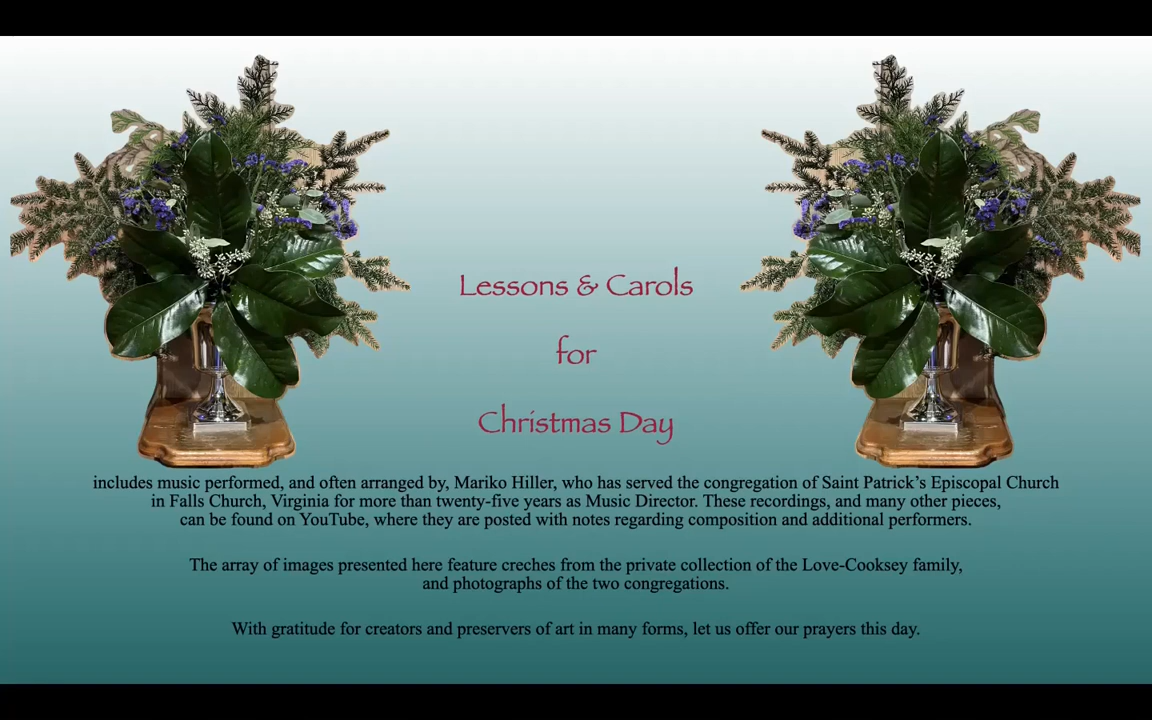 Lessons & Carols
for
Christmas Day
includes music performed, and often arranged by, Mariko Hiller, who has served the congregation of Saint Patrick’s Episcopal Church
in Falls Church, Virginia for more than twenty-five years as Music Director. These recordings, and many other pieces,
can be found on YouTube, where they are posted with notes regarding composition and additional performers.
The array of images presented here feature creches from the private collection of the Love-Cooksey family,
and photographs of the two congregations.
With gratitude for creators and preservers of art in many forms, let us offer our prayers this day.